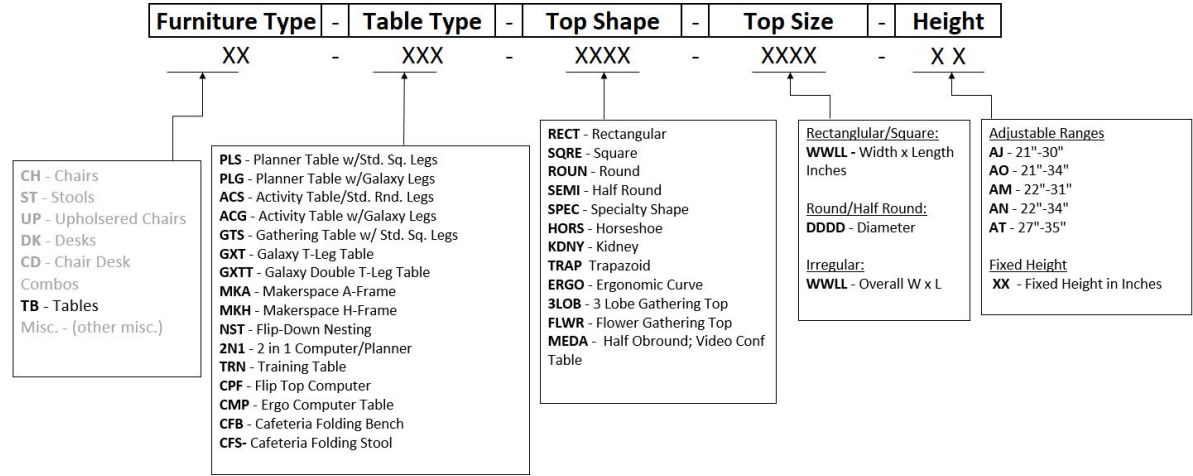 Furniture Type - Table Type - Top Shape - Top Size - Height
XX - XXX - XXXX - XXXX - X X
CH - Chairs
ST - Stools
UP - Upholsered Chairs
DK - Desks
CD - Chair Desk
Combos
TB - Tables
Misc. - (other misc.)
PLS - Planner Table w/Std. Sq. Legs
PLG - Planner Table w/Galaxy Legs
ACS - Activity Table/Std. Rnd. Legs
ACG - Activity Table w/Galaxy Legs
GTS - Gathering Table w/ Std. Sq. Legs
GXT - Galaxy T-Leg Table
GXTT - Galaxy Double T-Leg Table
MKA - Makerspace A-Frame
MKH - Makerspace H-Frame
NST - Flip-Down Nesting
2N1 - 2 in 1 Computer/Planner
TRN - Training Table
CPF - Flip Top Computer
CMP - Ergo Computer Table
CFB - Cafeteria Folding Bench
CFS- Cafeteria Folding Stool
RECT - Rectangular
SQRE - Square
ROUN - Round
SEMI - Half Round
SPEC - Specialty Shape
HORS - Horseshoe
KDNY - Kidney
TRAP Trapazoid
ERGO - Ergonomic Curve
3LOB - 3 Lobe Gathering Top
FLWR - Flower Gathering Top
MEDA - Half Obround; Video Conf
Table
Rectanglular/Square:
WWLL - Width x Length
Inches
Round/Half Round:
DDDD - Diameter
Irregular:
WWLL - Overall W x L
Adjustable Ranges
AJ - 21"-30"
AO - 21"-34"
AM - 22"-31"
AN - 22"-34"
AT - 27"-35"
Fixed Height
XX - Fixed Height in Inches